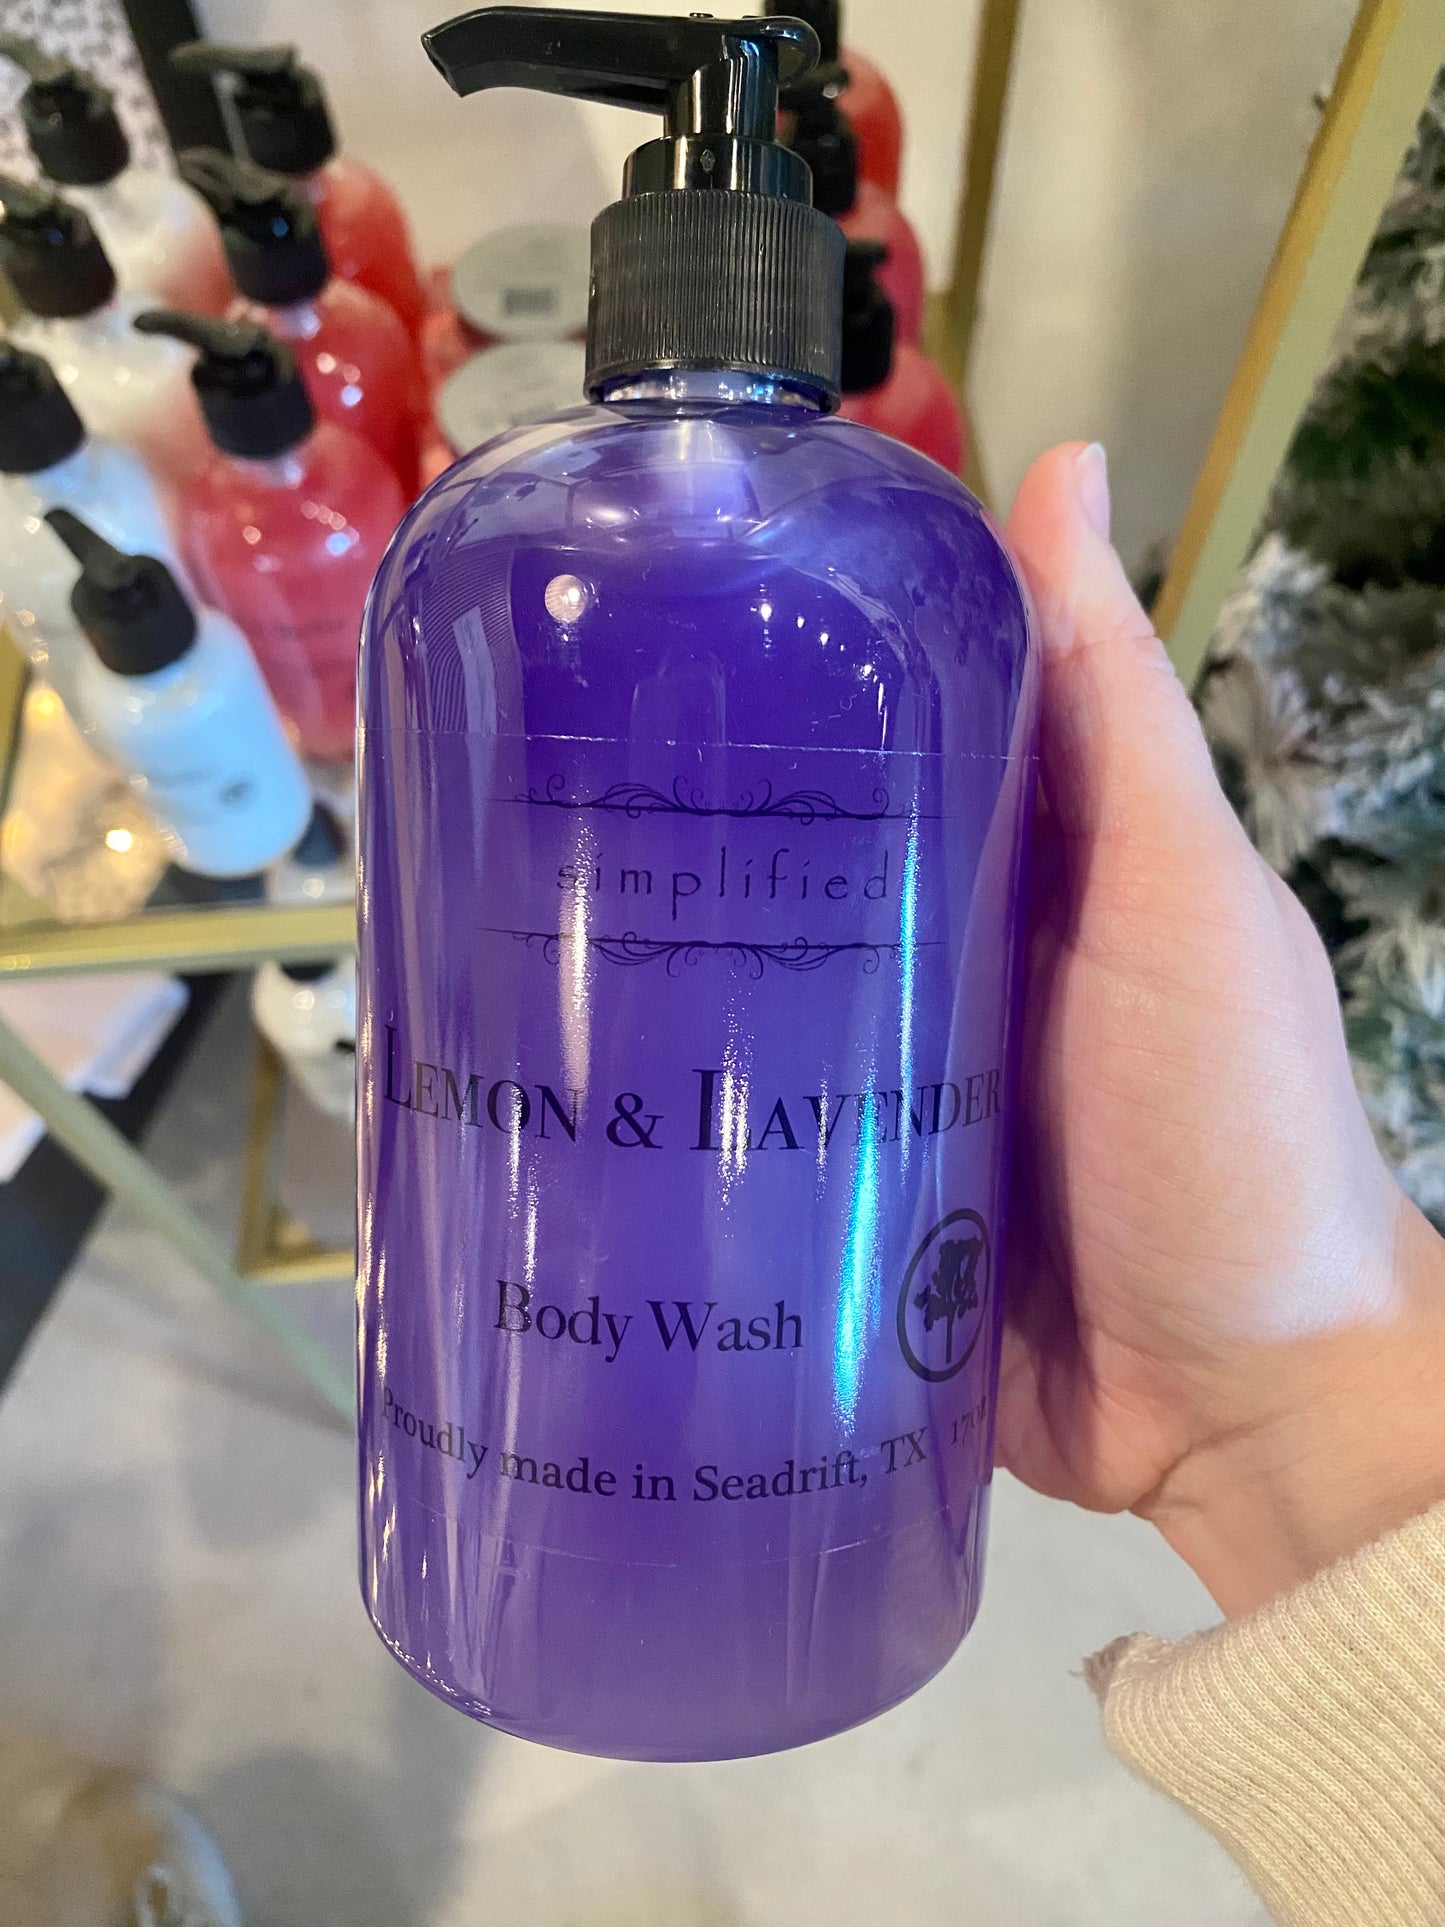 simplified
LEMON & LAVENDER
Body Wash
Proudly made in Seadrift, TX